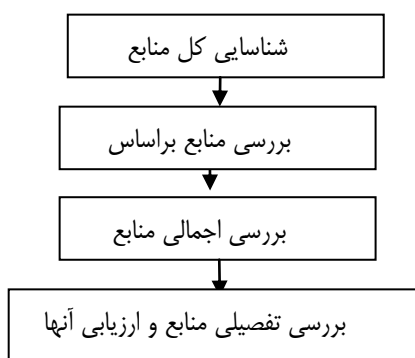 شناسایی کل منابع
بررسی منابع براساس
بررسی اجمالی منابع
بررسی تفصیلی منابع و ارزیابی آنها